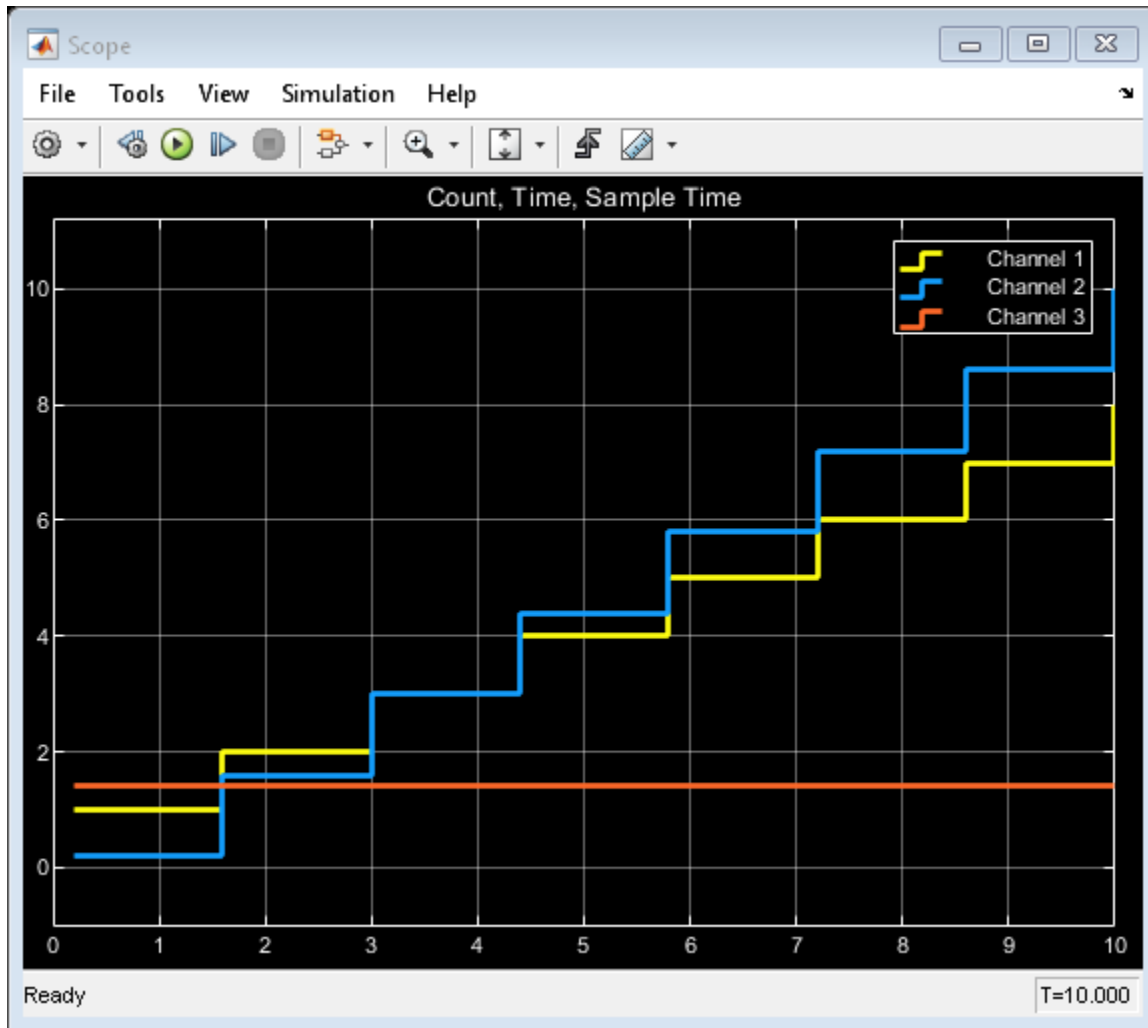 Scope
File Tools View Simulation Help
Count, Time, Sample Time
Channel 1
Channel 2
Channel 3
10
8
6
4
2
0
0 1 2 3 4 5 6 7 8 9 10
Ready T=10.000